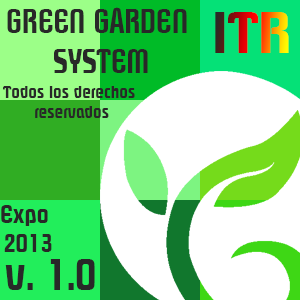 GREEN GARDEN
SYSTEM
ITR
Todos los derechos
reservados
Expo
2013
v. 1.0